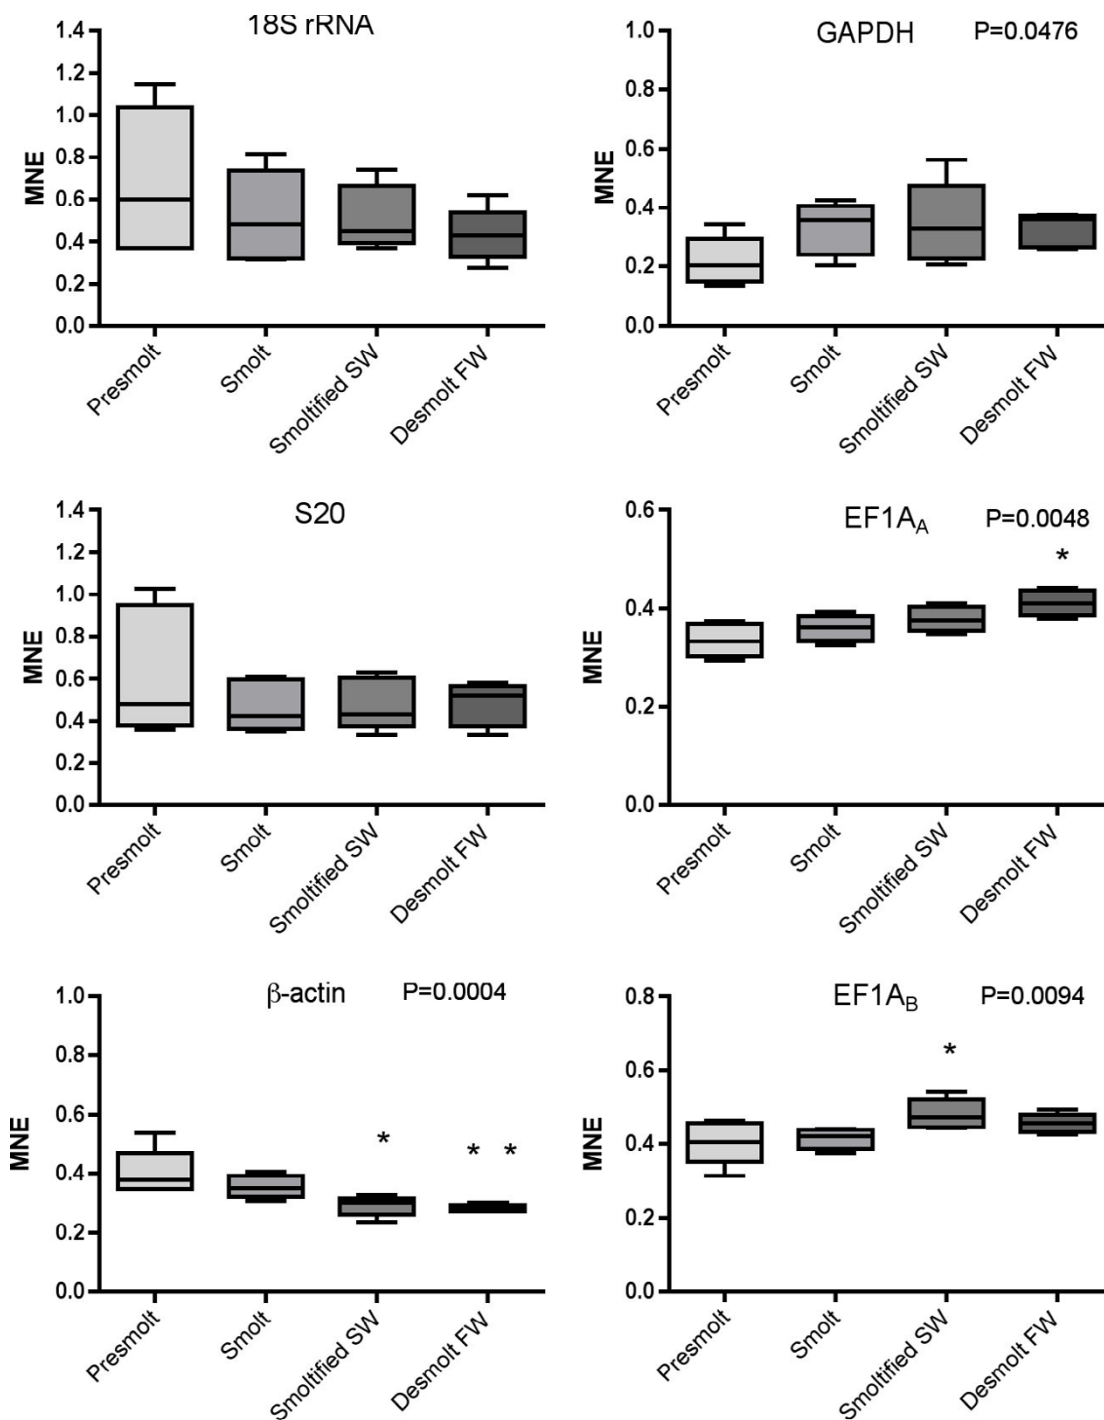 18S rRNA
MNE
1.4
1.2
1.0
0.8
0.6
0.4
0.2
0.0
Presmolt
Smolt
Smoltified SW
Desmolt FW
GAPDH P=0.0476
MNE
1.0
0.8
0.6
0.4
0.2
0.0
Presmolt
Smolt
Smoltified SW
Desmolt FW
S20
MNE
1.4
1.2
1.0
0.8
0.6
0.4
0.2
0.0
Presmolt
Smolt
Smoltified SW
Desmolt FW
EF1A_A P=0.0048
*
MNE
0.6
0.4
0.2
0.0
Presmolt
Smolt
Smoltified SW
Desmolt FW
β-actin P=0.0004
* * *
MNE
1.0
0.8
0.6
0.4
0.2
0.0
Presmolt
Smolt
Smoltified SW
Desmolt FW
EF1A_B P=0.0094
*
MNE
0.8
0.6
0.4
0.2
0.0
Presmolt
Smolt
Smoltified SW
Desmolt FW